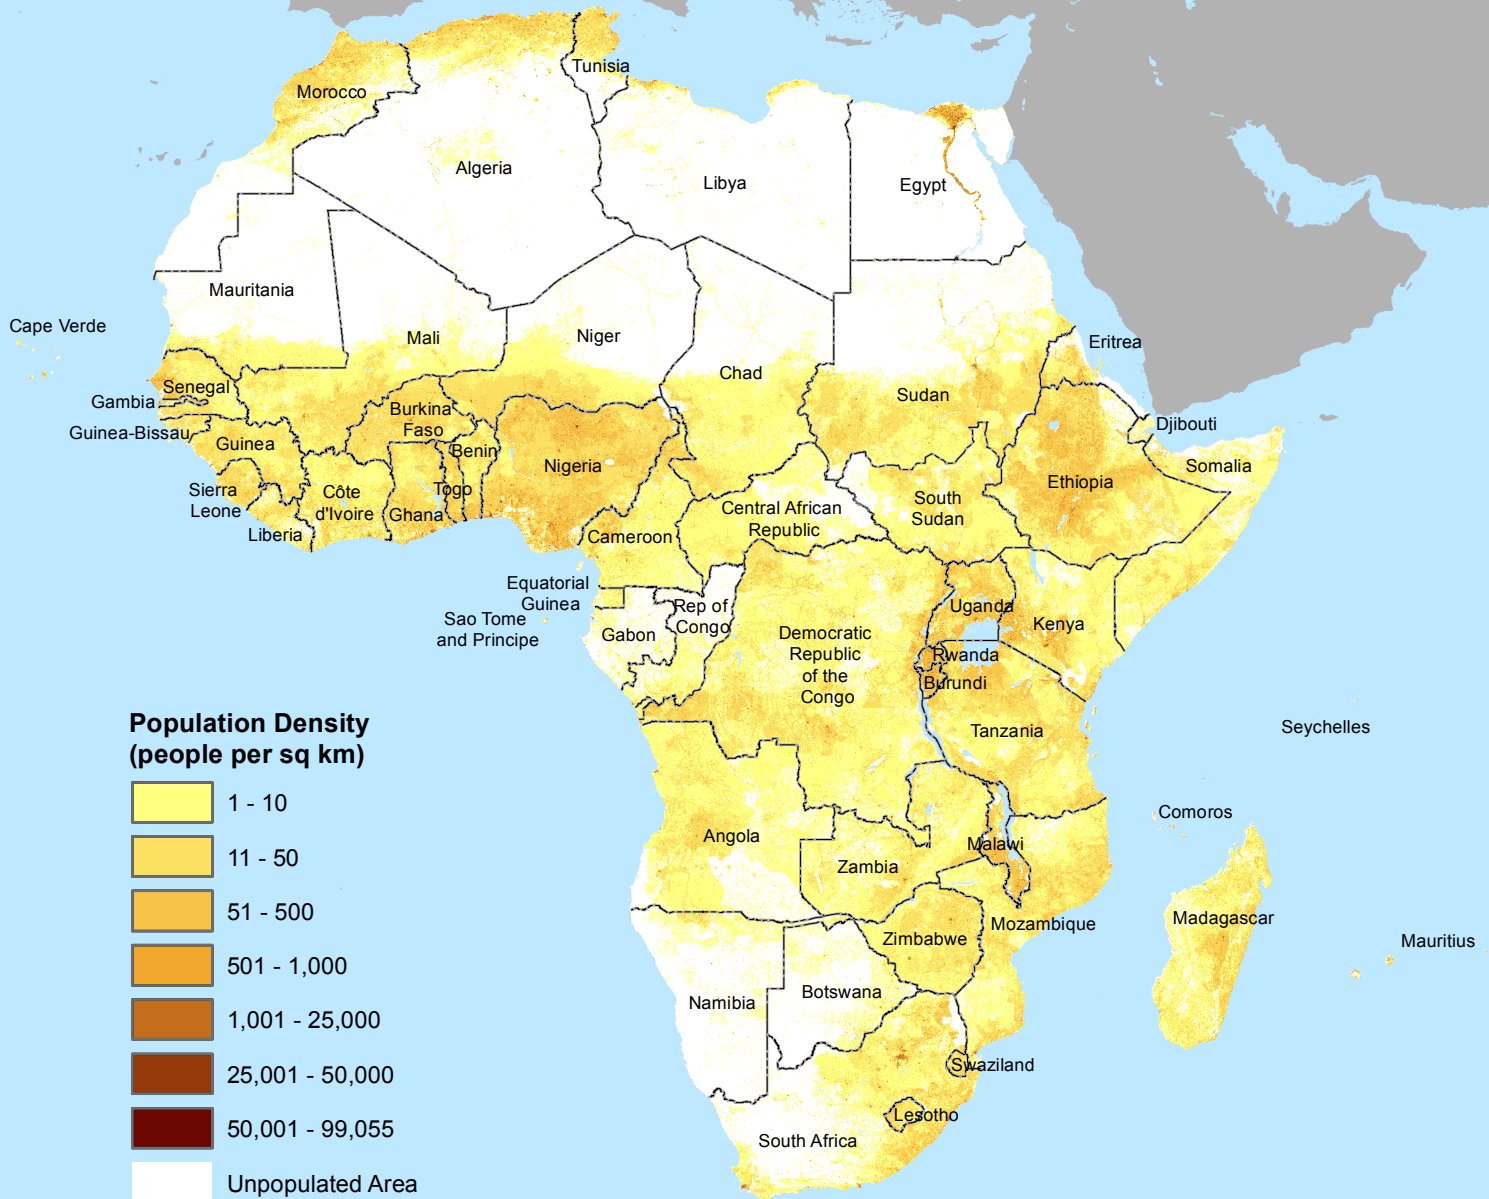 Tunisia
Morocco
Algeria
Libya
Egypt
Mauritania
Cape Verde
Mali
Niger
Eritrea
Chad
Senegal
Sudan
Gambia
Burkina
Faso
Djibouti
Guinea-Bissau
Guinea
Benin
Nigeria
Somalia
Ethiopia
Sierra
Leone
Côte
d'Ivoire
Togo
Ghana
South
Sudan
Central African
Republic
Liberia
Cameroon
Equatorial
Guinea
Sao Tome
and Principe
Rep of
Congo
Gabon
Uganda
Kenya
Democratic
Republic
of the
Congo
Rwanda
Burundi
Tanzania
Seychelles
Comoros
Angola
Malawi
Zambia
Mozambique
Madagascar
Zimbabwe
Mauritius
Botswana
Namibia
Swaziland
Lesotho
South Africa
Population Density
(people per sq km)
1 - 10
11 - 50
51 - 500
501 - 1,000
1,001 - 25,000
25,001 - 50,000
50,001 - 99,055
Unpopulated Area